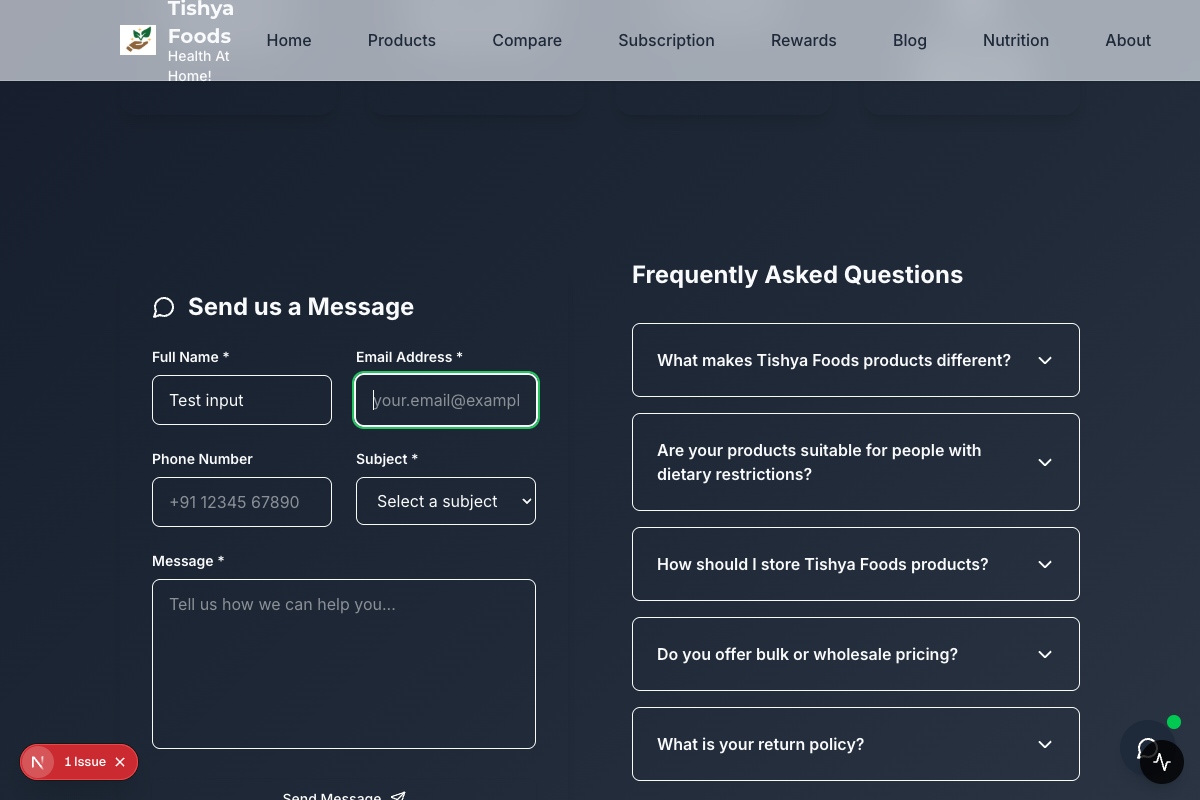 Tishya
Foods
Health At
Home!
Home
Products
Compare
Subscription
Rewards
Blog
Nutrition
About
Send us a Message
Full Name *
Email Address *
Test input
your.email@exampl
Phone Number
Subject *
+91 12345 67890
Select a subject
Message *
Tell us how we can help you...
Send Message
Frequently Asked Questions
What makes Tishya Foods products different?
Are your products suitable for people with
dietary restrictions?
How should I store Tishya Foods products?
Do you offer bulk or wholesale pricing?
What is your return policy?
N
1 Issue